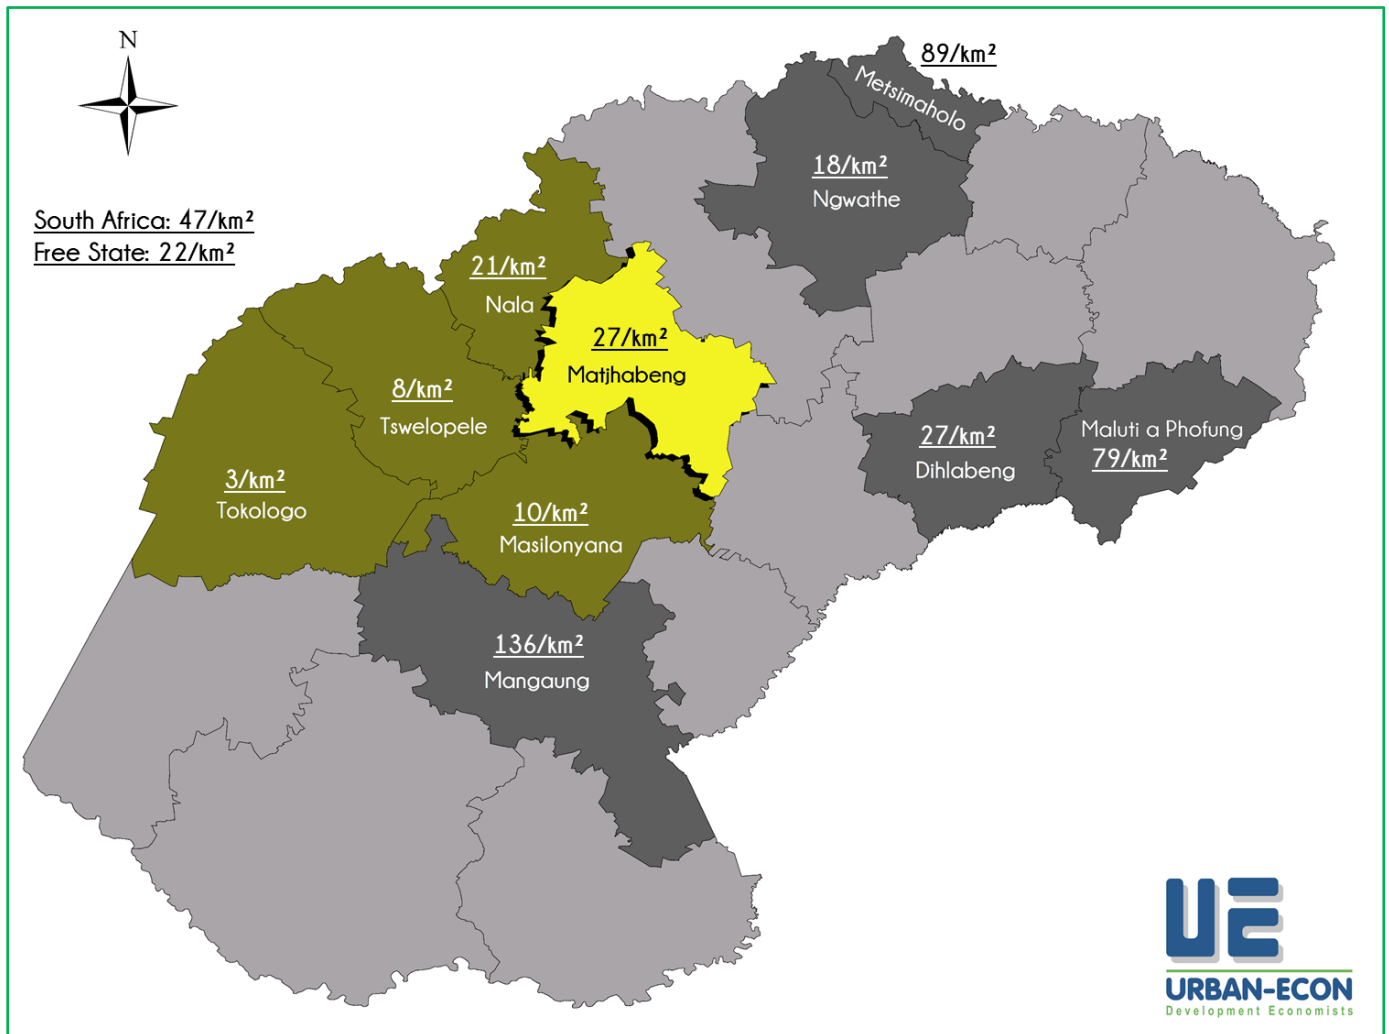 N
89/km²
Metsimaholo
18/km²
Ngwathe
South Africa: 47/km²
Free State: 22/km²
21/km²
Nala
27/km²
Matjhabeng
8/km²
Tswelopele
27/km²
Dihlabeng
Maluti a Phofung
79/km²
3/km²
Tokologo
10/km²
Masilonyana
136/km²
Mangaung
UE
URBAN-ECON
Development Economists